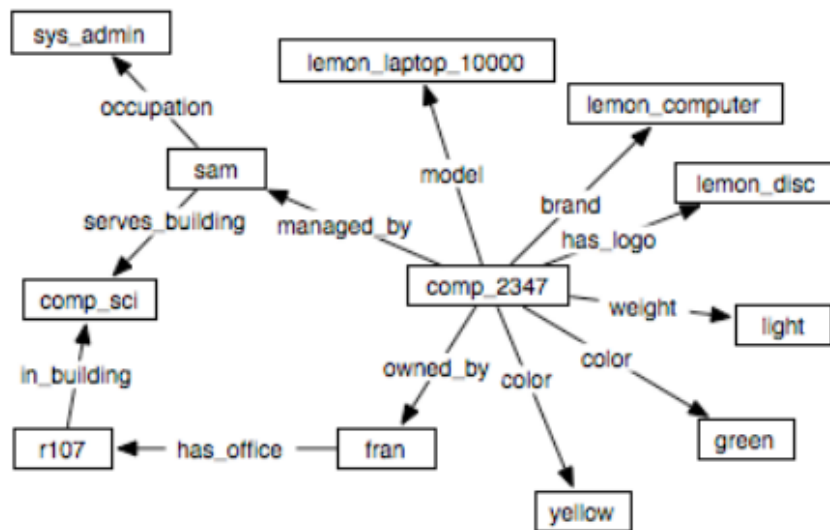 sys_admin
lemon_laptop_10000
lemon_computer
occupation
sam
model
lemon_disc
brand
serves_building
managed_by
has_logo
comp_sci
comp_2347
weight
light
in_building
owned_by
color
color
r107
has_office
fran
green
yellow